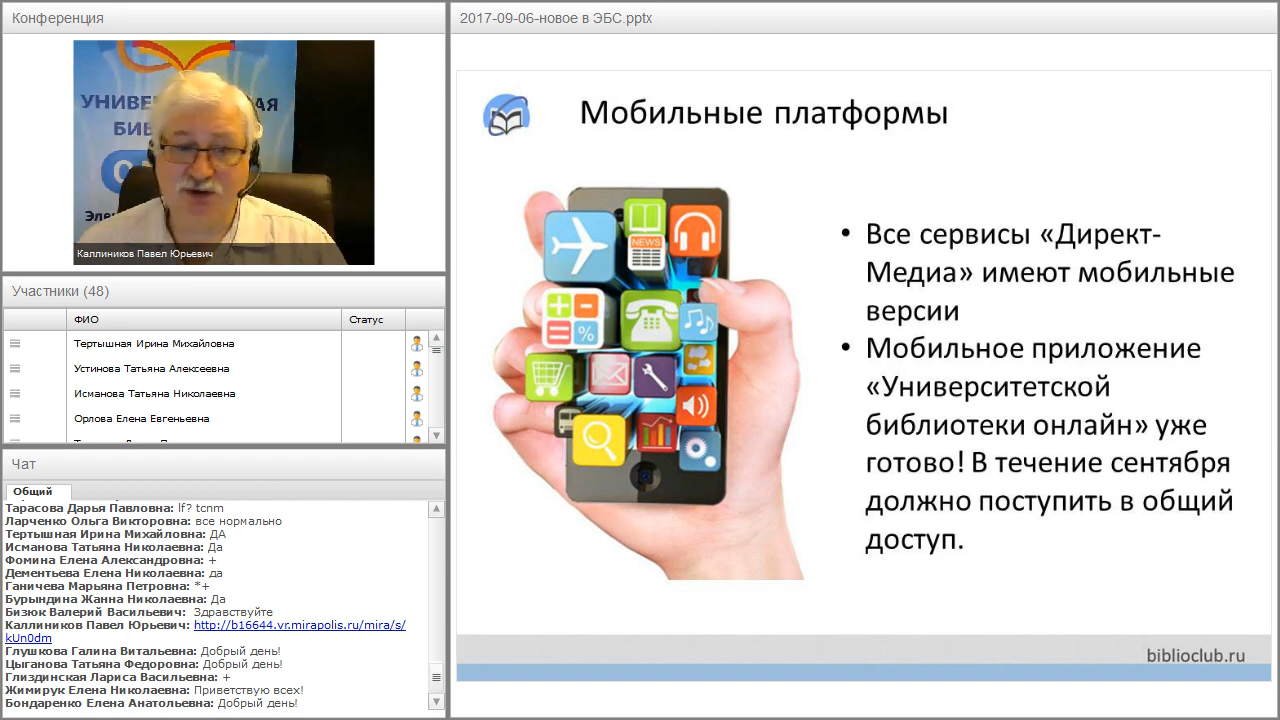 Конференция
УНИВЕР
АЯ
БИБ
Каллиников Павел Юрьевич
Участники (48)
ФИО
Статус
Тертышная Ирина Михайловна
Устинова Татьяна Алексеевна
Исманова Татьяна Николаевна
Орлова Елена Евгеньевна
Чат
Общий
Тарасова Дарья Павловна: lf? tcnm
Ларченко Ольга Викторовна: все нормально
Тертышная Ирина Михайловна: ДА
Исманова Татьяна Николаевна: Да
Фомина Елена Александровна: +
Дементьева Елена Николаевна: да
Ганичева Марьяна Петровна: *+
Бурындина Жанна Николаевна: Да
Бизюк Валерий Васильевич: Здравствуйте
Каллиников Павел Юрьевич: http://b16644.vr.mirapolis.ru/mira/s/
kUn0dm
Глушкова Галина Витальевна: Добрый день!
Цыганова Татьяна Федоровна: Добрый день!
Глиздинская Лариса Васильевна: +
Жимирук Елена Николаевна: Приветствую всех!
Бондаренко Елена Анатольевна: Добрый день!
2017-09-06-новое в ЭБС.pptx
Мобильные платформы
NEWS
• Все сервисы «Директ-
Медиа» имеют мобильные
версии
• Мобильное приложение
«Университетской
библиотеки онлайн» уже
готово! В течение сентября
должно поступить в общий
доступ.
biblioclub.ru